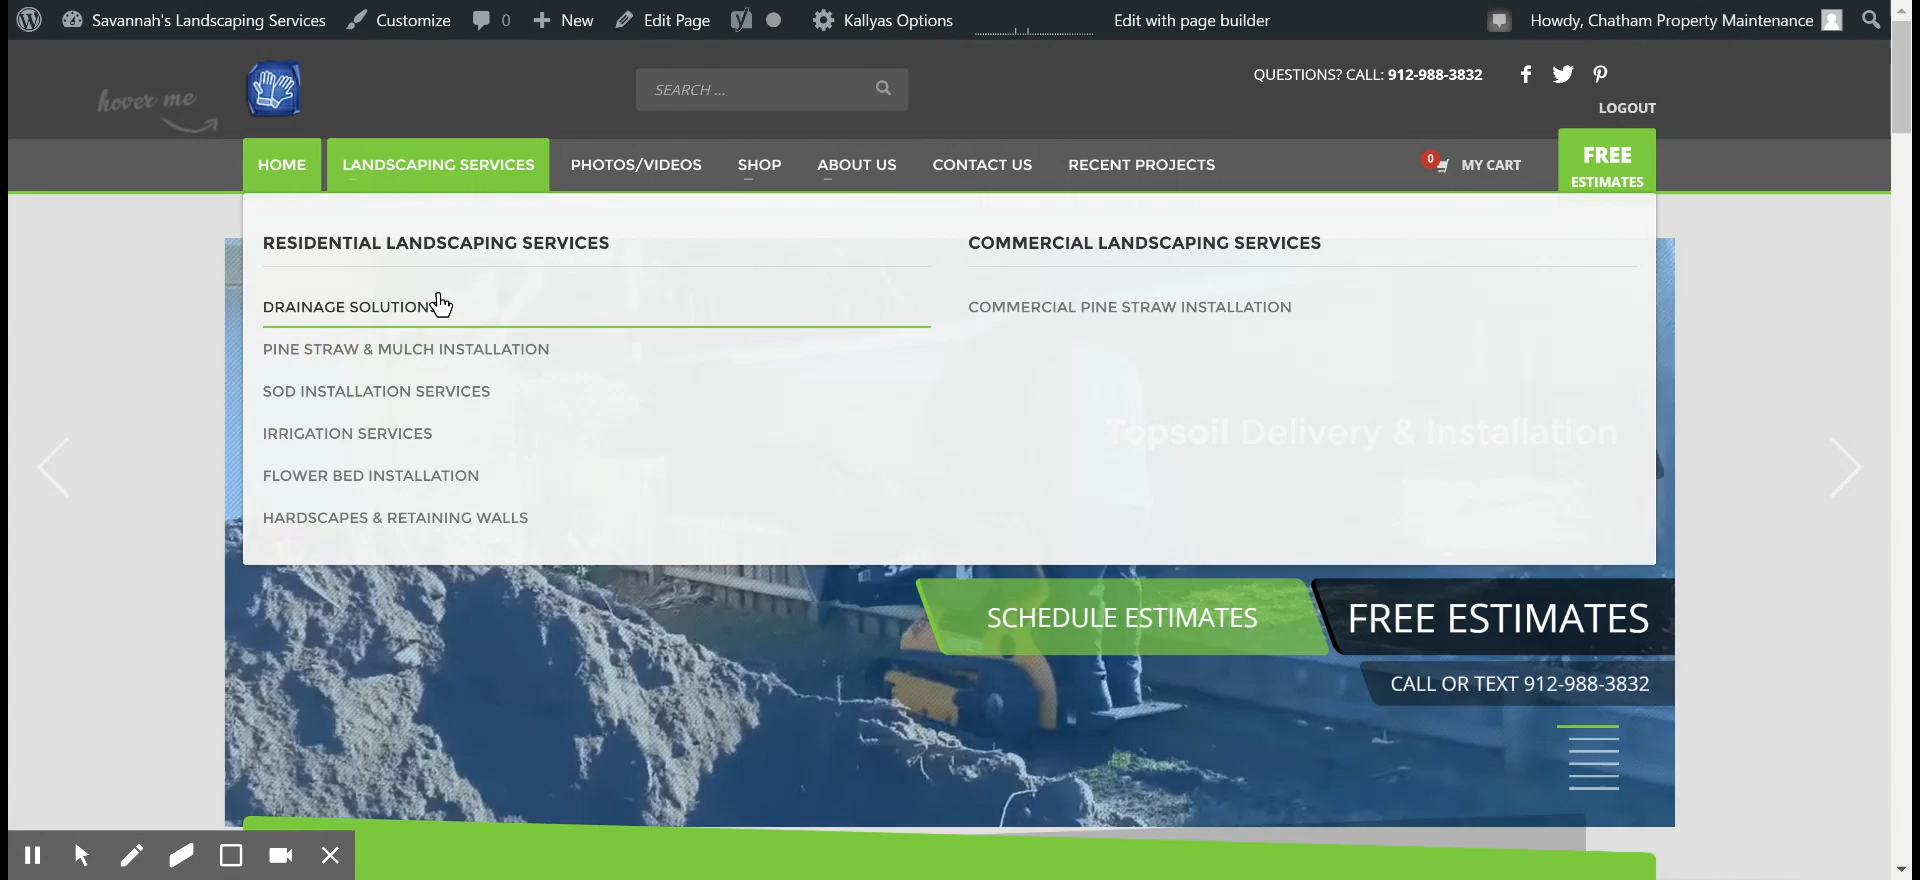 Savannah's Landscaping Services Customize 0 New Edit Page Kallyas Options Edit with page builder Howdy, Chatham Property Maintenance
hover me
SEARCH ...
QUESTIONS? CALL: 912-988-3832
LOGOUT
HOME LANDSCAPING SERVICES PHOTOS/VIDEOS SHOP ABOUT US CONTACT US RECENT PROJECTS 0 MY CART
FREE
ESTIMATES
RESIDENTIAL LANDSCAPING SERVICES
DRAINAGE SOLUTION
PINE STRAW & MULCH INSTALLATION
SOD INSTALLATION SERVICES
IRRIGATION SERVICES
FLOWER BED INSTALLATION
HARDSCAPES & RETAINING WALLS
COMMERCIAL LANDSCAPING SERVICES
COMMERCIAL PINE STRAW INSTALLATION
Topsoil Delivery & Installation
SCHEDULE ESTIMATES
FREE ESTIMATES
CALL OR TEXT 912-988-3832